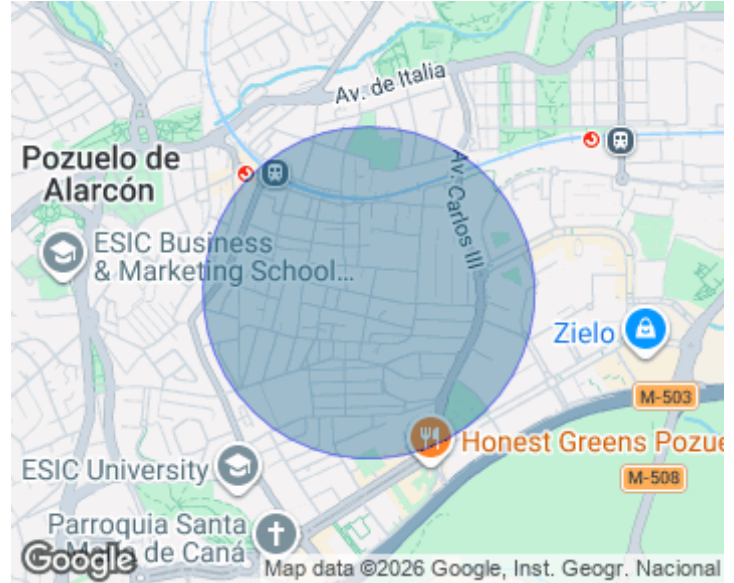 Av. de Italia
Pozuelo de
Alarcón
Av. Carlos III
ESIC Business
& Marketing School...
Zielo
M-503
Honest Greens Pozue
ESIC University
M-508
Parroquia Santa
María de Caná
Google
Map data ©2026 Google, Inst. Geogr. Nacional